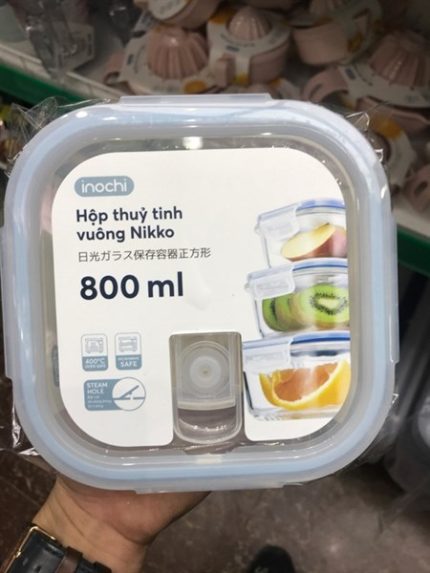 inochi
Hộp thuỷ tinh
vuông Nikko
日光ガラス保存容器正方形
800 ml
400°C
SAFE
STEAM
HOLE